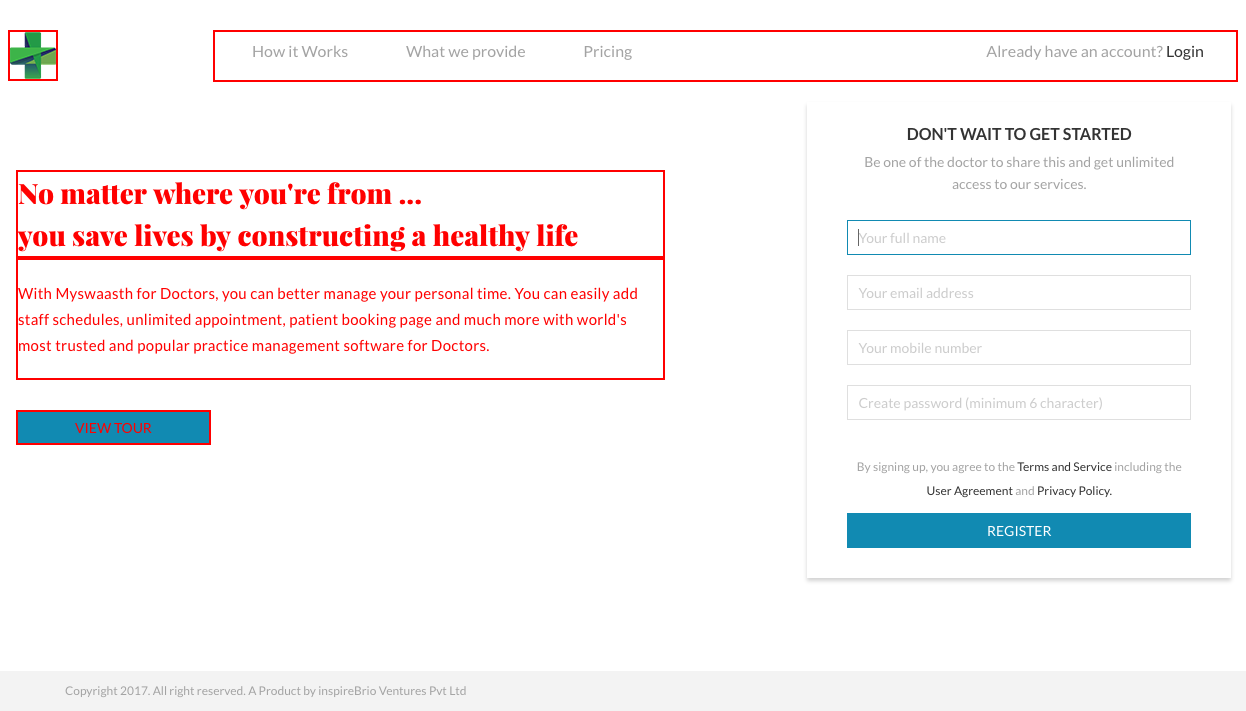 How it Works What we provide Pricing Already have an account? Login
No matter where you're from ...
you save lives by constructing a healthy life
With Myswaasth for Doctors, you can better manage your personal time. You can easily add
staff schedules, unlimited appointment, patient booking page and much more with world's
most trusted and popular practice management software for Doctors.
VIEW TOUR
DON'T WAIT TO GET STARTED
Be one of the doctor to share this and get unlimited
access to our services.
Your full name
Your email address
Your mobile number
Create password (minimum 6 character)
By signing up, you agree to the Terms and Service including the
User Agreement and Privacy Policy.
REGISTER
Copyright 2017. All right reserved. A Product by inspireBrio Ventures Pvt Ltd